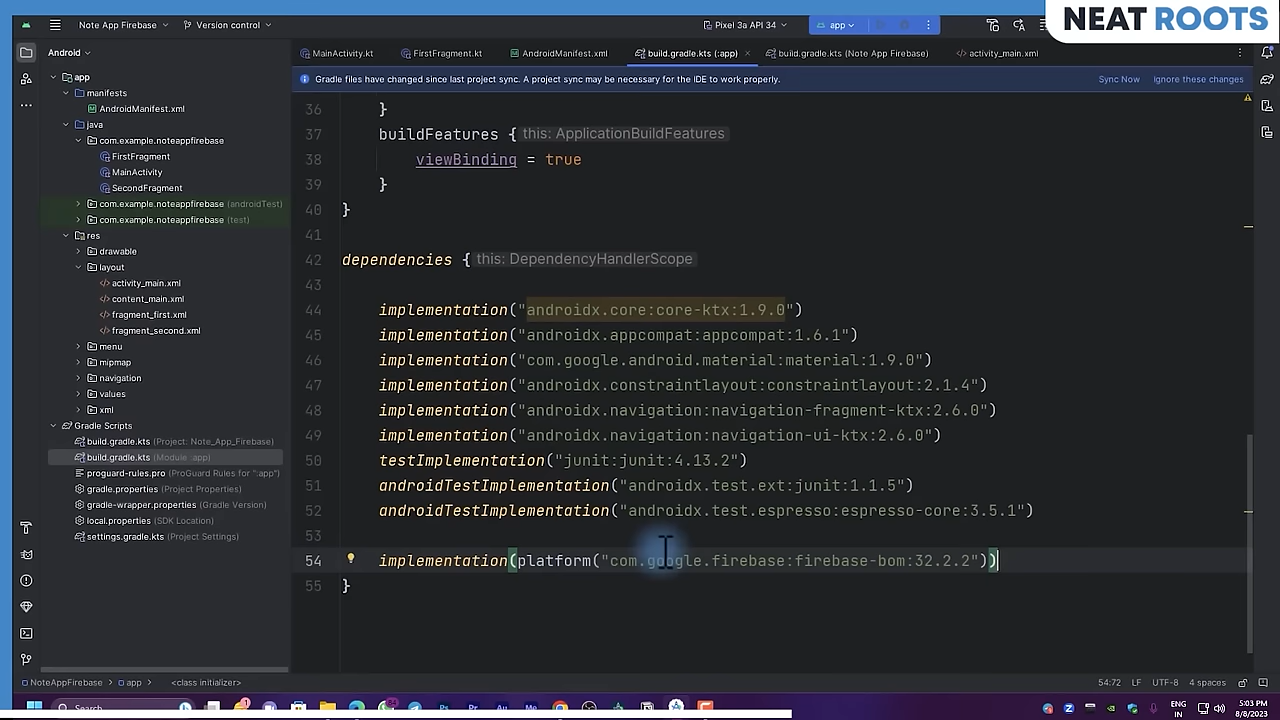 NEAT ROOTS
Note App Firebase
Version control
Pixel 3a API 34
app
Android
MainActivity.kt
FirstFragment.kt
AndroidManifest.xml
build.gradle.kts (:app)
build.gradle.kts (Note App Firebase)
activity_main.xml
Gradle files have changed since last project sync. A project sync may be necessary for the IDE to work properly.
Sync Now
Ignore these changes
app
manifests
AndroidManifest.xml
java
com.example.noteappfirebase
FirstFragment
MainActivity
SecondFragment
com.example.noteappfirebase (androidTest)
com.example.noteappfirebase (test)
res
drawable
layout
activity_main.xml
content_main.xml
fragment_first.xml
fragment_second.xml
menu
mipmap
navigation
values
xml
Gradle Scripts
build.gradle.kts (Project: Note_App_Firebase)
build.gradle.kts (Module :app)
proguard-rules.pro (ProGuard Rules for ":app)
gradle.properties (Project Properties)
gradle-wrapper.properties (Gradle Version)
local.properties (SDK Location)
settings.gradle.kts (Project Settings)
36 }
37 buildFeatures { this: ApplicationBuildFeatures
38 viewBinding = true
39 }
40 }
41
42 dependencies { this: DependencyHandlerScope
43
44 implementation("androidx.core:core-ktx:1.9.0")
45 implementation("androidx.appcompat:appcompat:1.6.1")
46 implementation("com.google.android.material:material:1.9.0")
47 implementation("androidx.constraintlayout:constraintlayout:2.1.4")
48 implementation("androidx.navigation:navigation-fragment-ktx:2.6.0")
49 implementation("androidx.navigation:navigation-ui-ktx:2.6.0")
50 testImplementation("junit:junit:4.13.2")
51 androidTestImplementation("androidx.test.ext:junit:1.1.5")
52 androidTestImplementation("androidx.test.espresso:espresso-core:3.5.1")
53
54 implementation(platform("com.google.firebase:firebase-bom:32.2.2"))
55 }
NoteAppFirebase
app
<class initializer>
54:72
LF
UTF-8
4 spaces
Search
Ps
Pr
Au
Me
ENG
IN
5:03 PM
8/8/2023